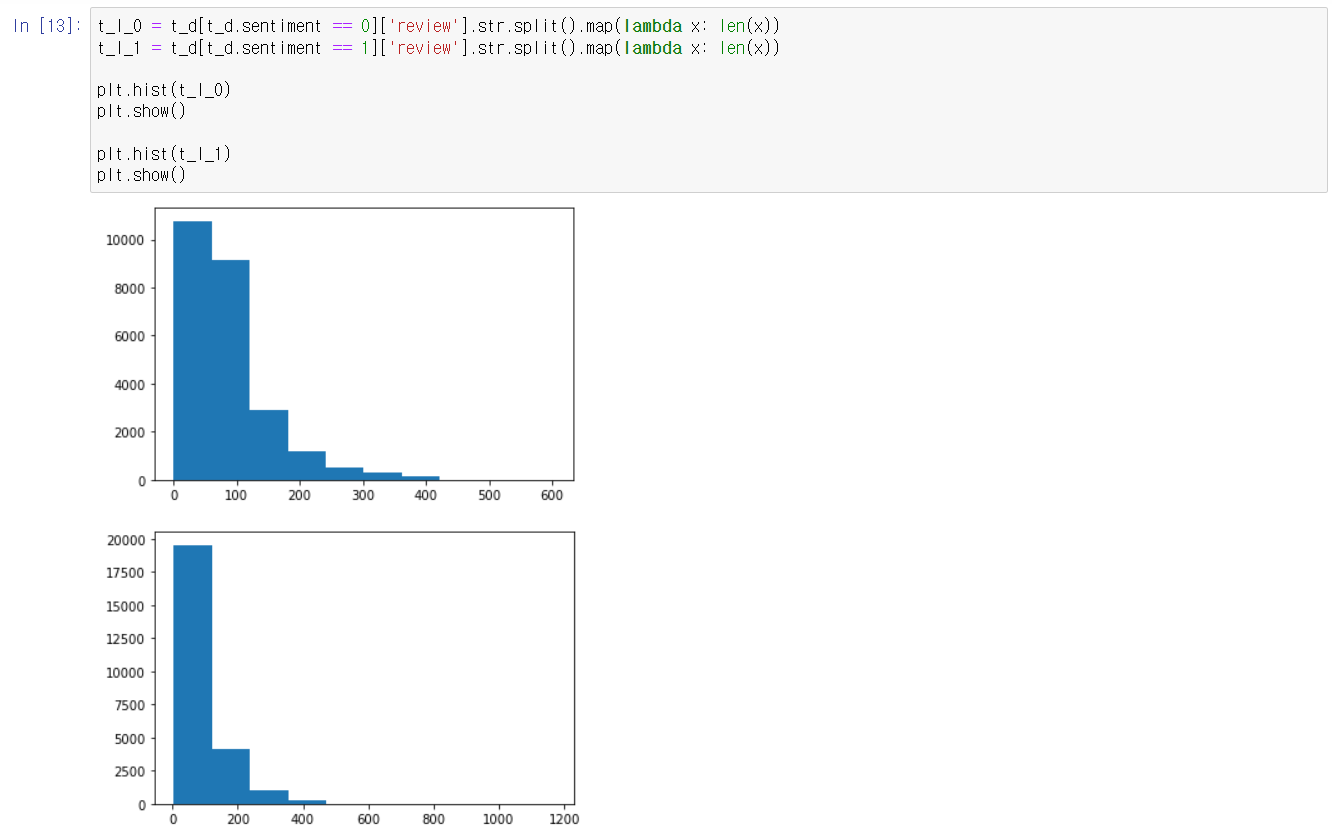 In [13]: t_l_0 = t_d[t_d.sentiment == 0]['review'].str.split().map(lambda x: len(x))
t_l_1 = t_d[t_d.sentiment == 1]['review'].str.split().map(lambda x: len(x))
plt.hist(t_l_0)
plt.show()
plt.hist(t_l_1)
plt.show()
10000
8000
6000
4000
2000
0
0 100 200 300 400 500 600
20000
17500
15000
12500
10000
7500
5000
2500
0
0 200 400 600 800 1000 1200